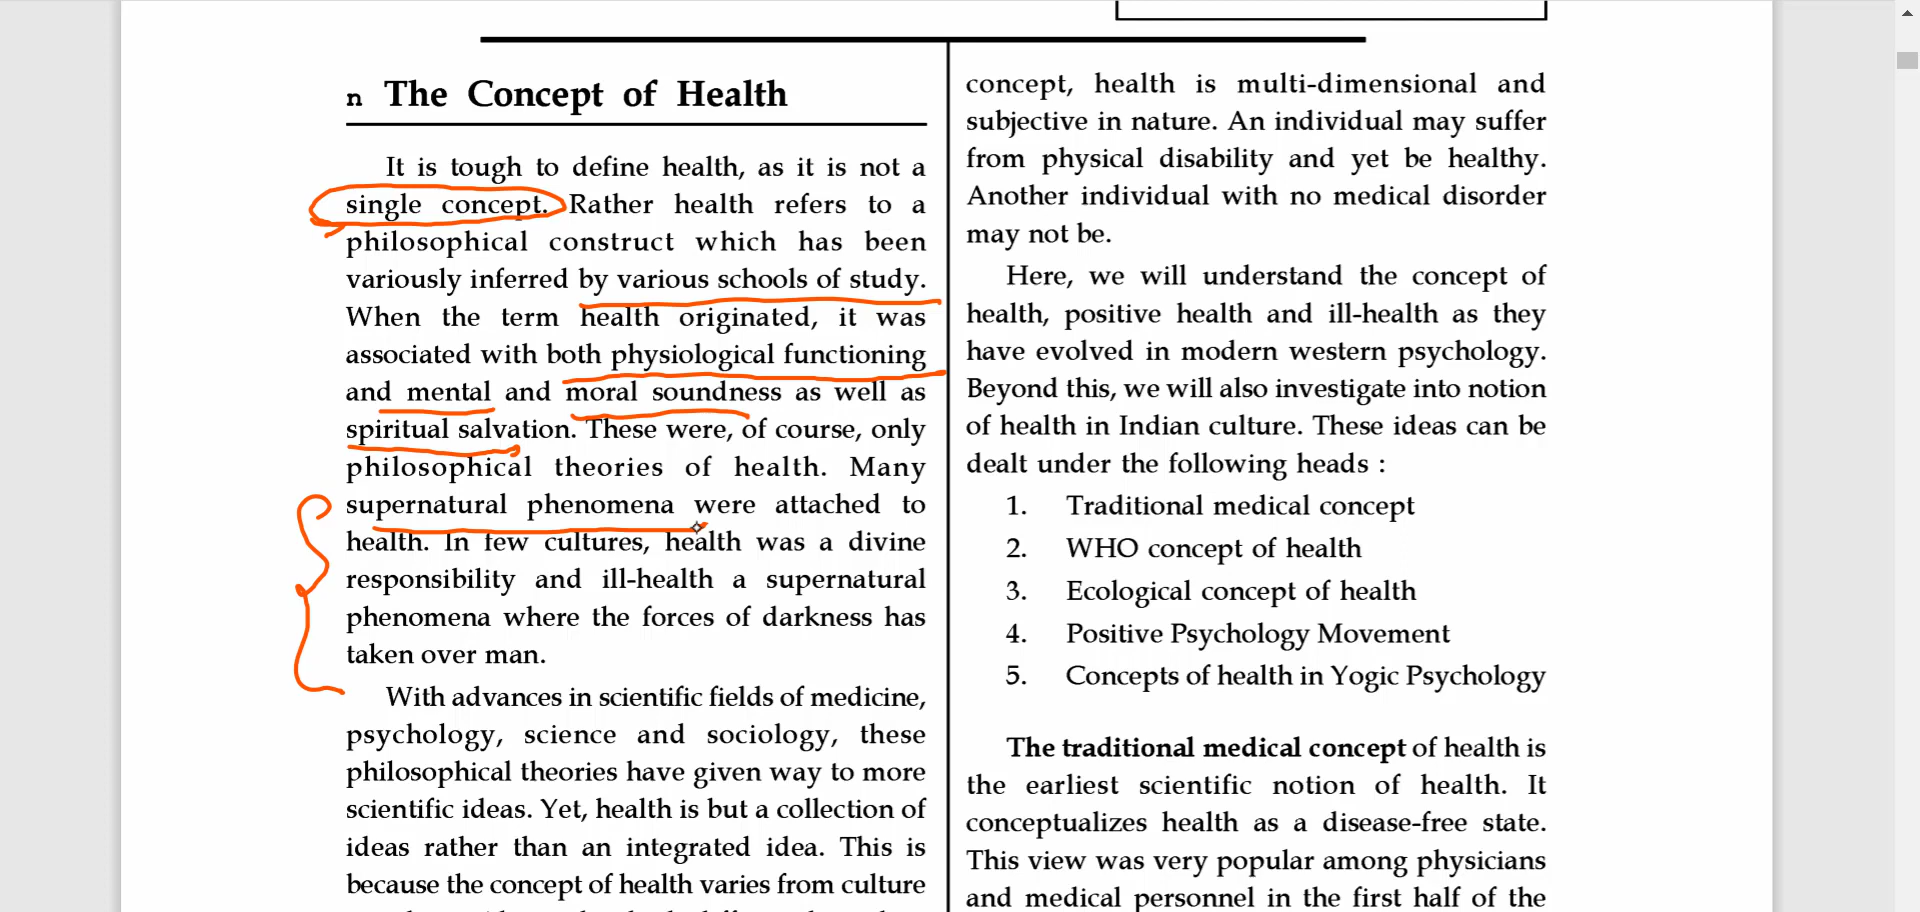 n The Concept of Health
It is tough to define health, as it is not a
single concept. Rather health refers to a
philosophical construct which has been
variously inferred by various schools of study.
When the term health originated, it was
associated with both physiological functioning
and mental and moral soundness as well as
spiritual salvation. These were, of course, only
philosophical theories of health. Many
supernatural phenomena were attached to
health. In few cultures, health was a divine
responsibility and ill-health a supernatural
phenomena where the forces of darkness has
taken over man.
With advances in scientific fields of medicine,
psychology, science and sociology, these
philosophical theories have given way to more
scientific ideas. Yet, health is but a collection of
ideas rather than an integrated idea. This is
because the concept of health varies from culture
concept, health is multi-dimensional and
subjective in nature. An individual may suffer
from physical disability and yet be healthy.
Another individual with no medical disorder
may not be.
Here, we will understand the concept of
health, positive health and ill-health as they
have evolved in modern western psychology.
Beyond this, we will also investigate into notion
of health in Indian culture. These ideas can be
dealt under the following heads :
1. Traditional medical concept
2. WHO concept of health
3. Ecological concept of health
4. Positive Psychology Movement
5. Concepts of health in Yogic Psychology
The traditional medical concept of health is
the earliest scientific notion of health. It
conceptualizes health as a disease-free state.
This view was very popular among physicians
and medical personnel in the first half of the